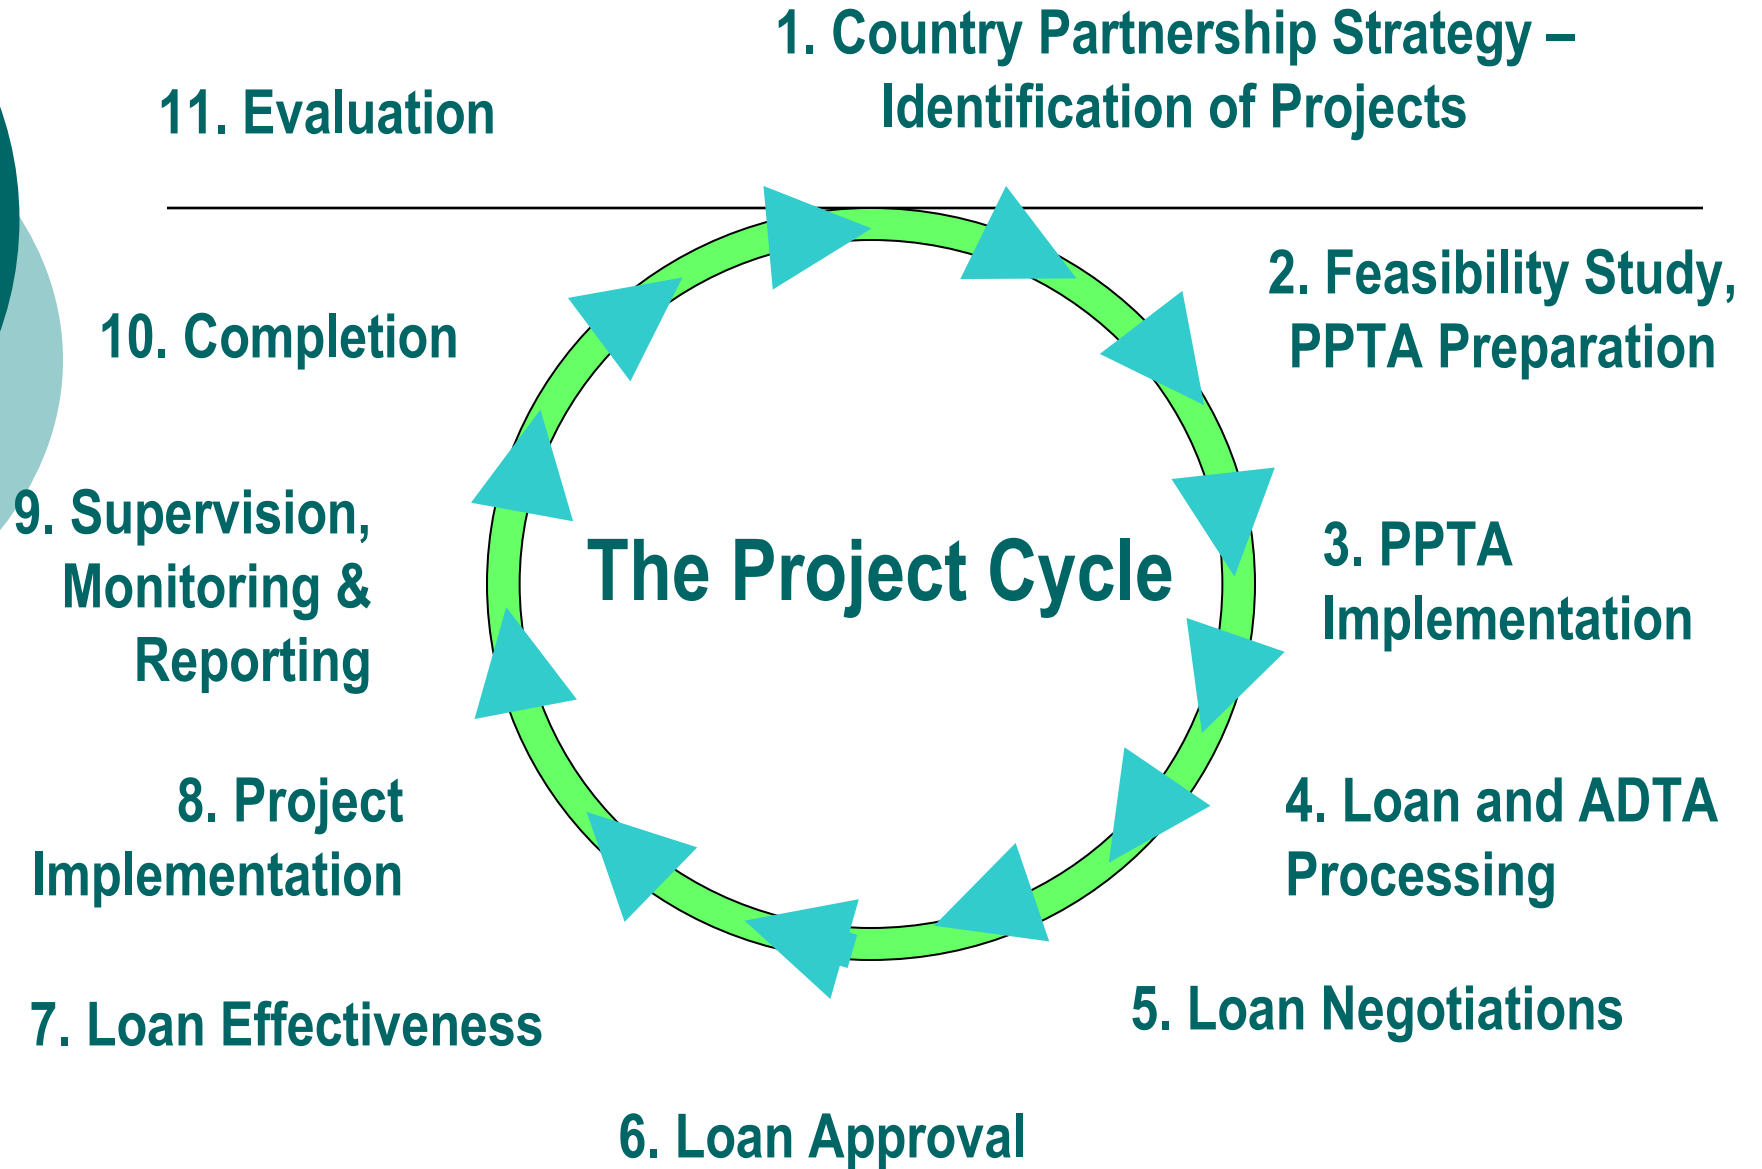 1. Country Partnership Strategy –
Identification of Projects
11. Evaluation
2. Feasibility Study,
PPTA Preparation
10. Completion
9. Supervision,
Monitoring &
Reporting
The Project Cycle
3. PPTA
Implementation
8. Project
Implementation
4. Loan and ADTA
Processing
7. Loan Effectiveness
5. Loan Negotiations
6. Loan Approval